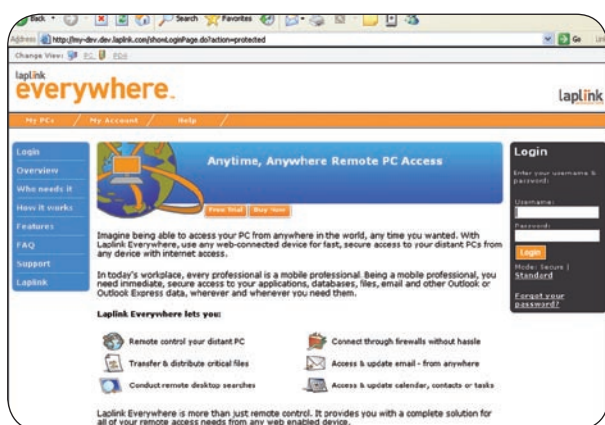 Back
Search Favorites
Address http://my-dev.dev.laplink.com/showLoginPage.do?action=protected Go
Change View: PC PDA
laplink
everywhere
laplink
My PCs / My Account / Help /
Login
Overview
Who needs it
How it works
Features
FAQ
Support
Laplink
Anytime, Anywhere Remote PC Access
Free Trial Buy Now
Imagine being able to access your PC from anywhere in the world, any time you wanted. With
Laplink Everywhere, use any web-connected device for fast, secure access to your distant PCs from
any device with internet access.
In today's workplace, every professional is a mobile professional. Being a mobile professional, you
need immediate, secure access to your applications, databases, files, email and other Outlook or
Outlook Express data, wherever and whenever you need them.
Laplink Everywhere lets you:
Remote control your distant PC
Connect through firewalls without hassle
Transfer & distribute critical files
Access & update email - from anywhere
Conduct remote desktop searches
Access & update calendar, contacts or tasks
Laplink Everywhere is more than just remote control. It provides you with a complete solution for
all of your remote access needs from any web enabled device.
Login
Enter your username &
password:
Username:
Password:
Login
Mode: Secure |
Standard
Forgot your
password?